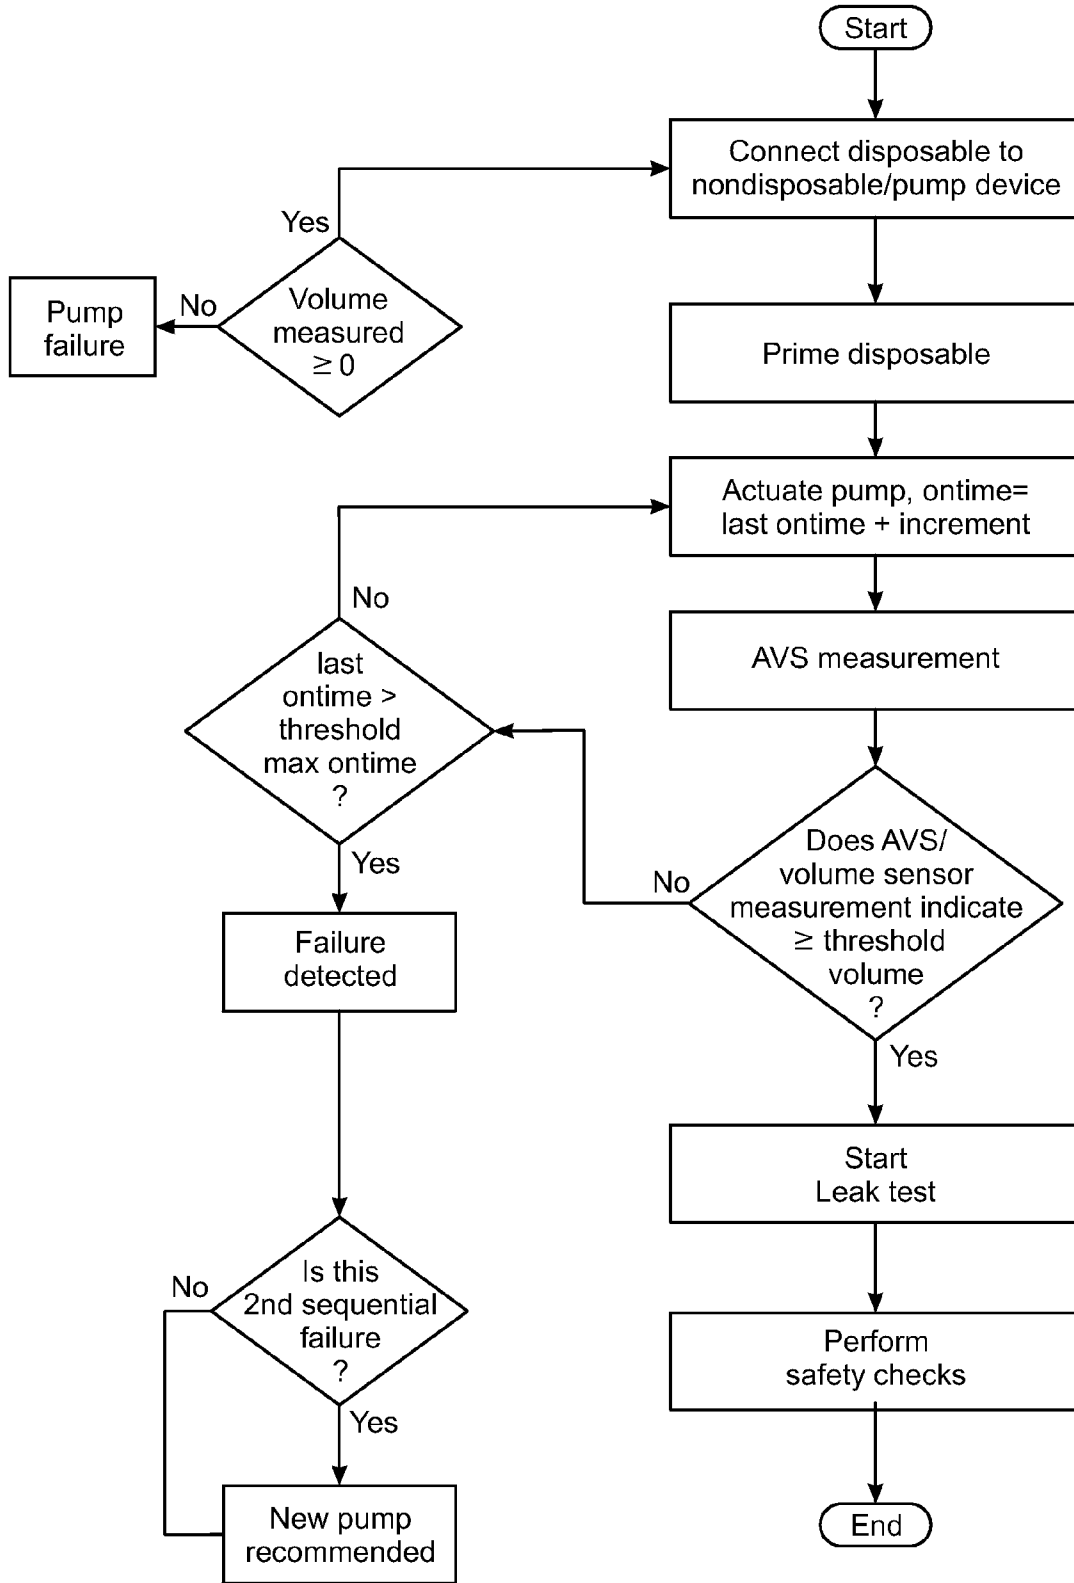 Start
Connect disposable to
nondisposable/pump device
Yes
Volume
measured
≥ 0
No
Pump
failure
Prime disposable
Actuate pump, ontime=
last ontime + increment
No
AVS measurement
last
ontime >
threshold
max ontime
?
Does AVS/
volume sensor
measurement indicate
≥ threshold
volume
?
No
Yes
Failure
detected
Yes
Start
Leak test
Is this
2nd sequential
failure
?
No
Yes
Perform
safety checks
New pump
recommended
End